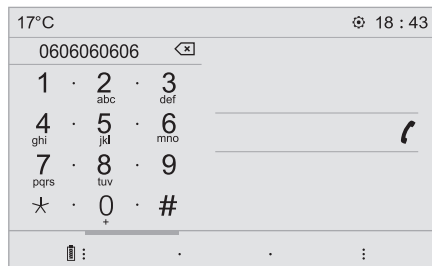 17°C 18 : 43
0606060606
1 · 2 · 3
abc def
4 · 5 · 6
ghi jkl mno
7 · 8 · 9
pqrs tuv
* · 0 · #
+